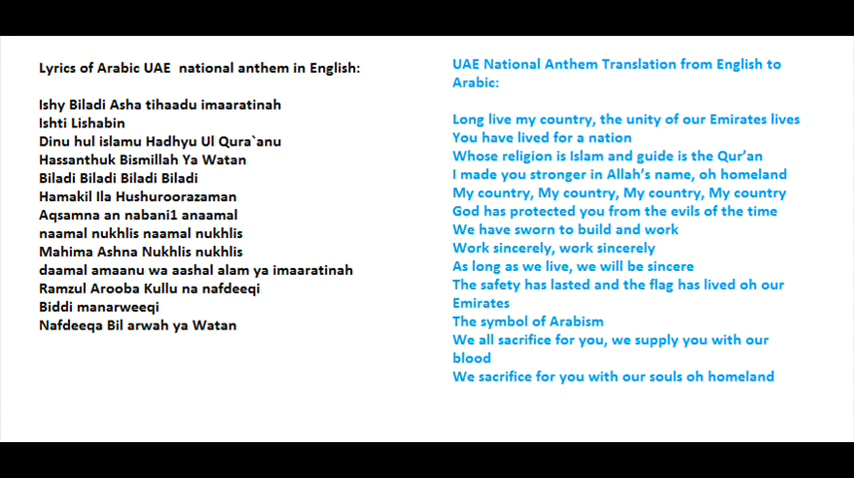 Lyrics of Arabic UAE national anthem in English:
Ishy Biladi Asha tihaadu imaaratinah
Ishti Lishabin
Dinu hul islamu Hadhyu Ul Qura`anu
Hassanthuk Bismillah Ya Watan
Biladi Biladi Biladi Biladi
Hamakil Ila Hushuroorazaman
Aqsamna an nabani1 anaamal
naamal nukhlis naamal nukhlis
Mahima Ashna Nukhlis nukhlis
daamal amaanu wa aashal alam ya imaaratinah
Ramzul Arooba Kullu na nafdeeqi
Biddi manarweeqi
Nafdeeqa Bil arwah ya Watan
UAE National Anthem Translation from English to
Arabic:
Long live my country, the unity of our Emirates lives
You have lived for a nation
Whose religion is Islam and guide is the Qur’an
I made you stronger in Allah’s name, oh homeland
My country, My country, My country, My country
God has protected you from the evils of the time
We have sworn to build and work
Work sincerely, work sincerely
As long as we live, we will be sincere
The safety has lasted and the flag has lived oh our
Emirates
The symbol of Arabism
We all sacrifice for you, we supply you with our
blood
We sacrifice for you with our souls oh homeland